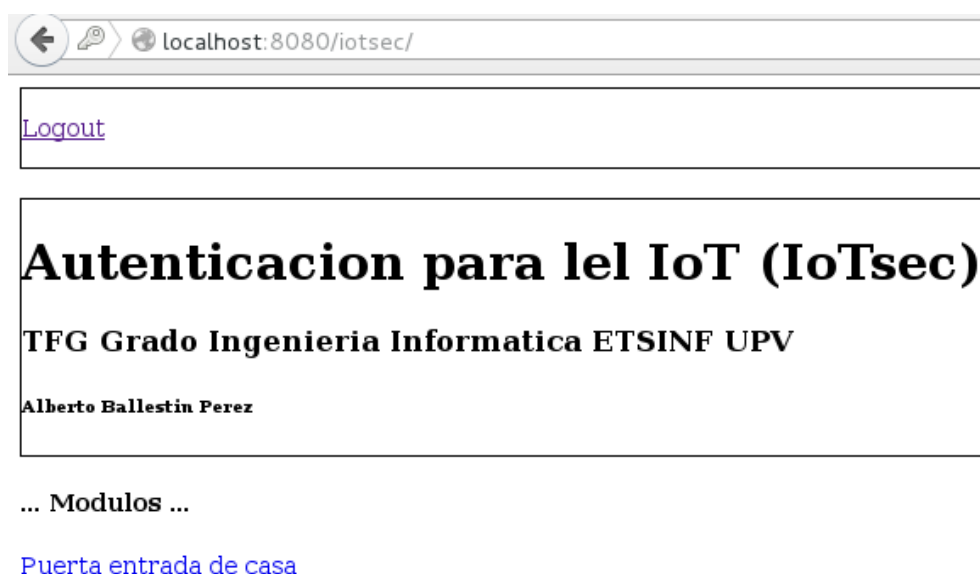 localhost:8080/iotsec/
Logout
Autenticacion para lel IoT (IoTsec)
TFG Grado Ingenieria Informatica ETSINF UPV
Alberto Ballestin Perez
... Modulos ...
Puerta entrada de casa